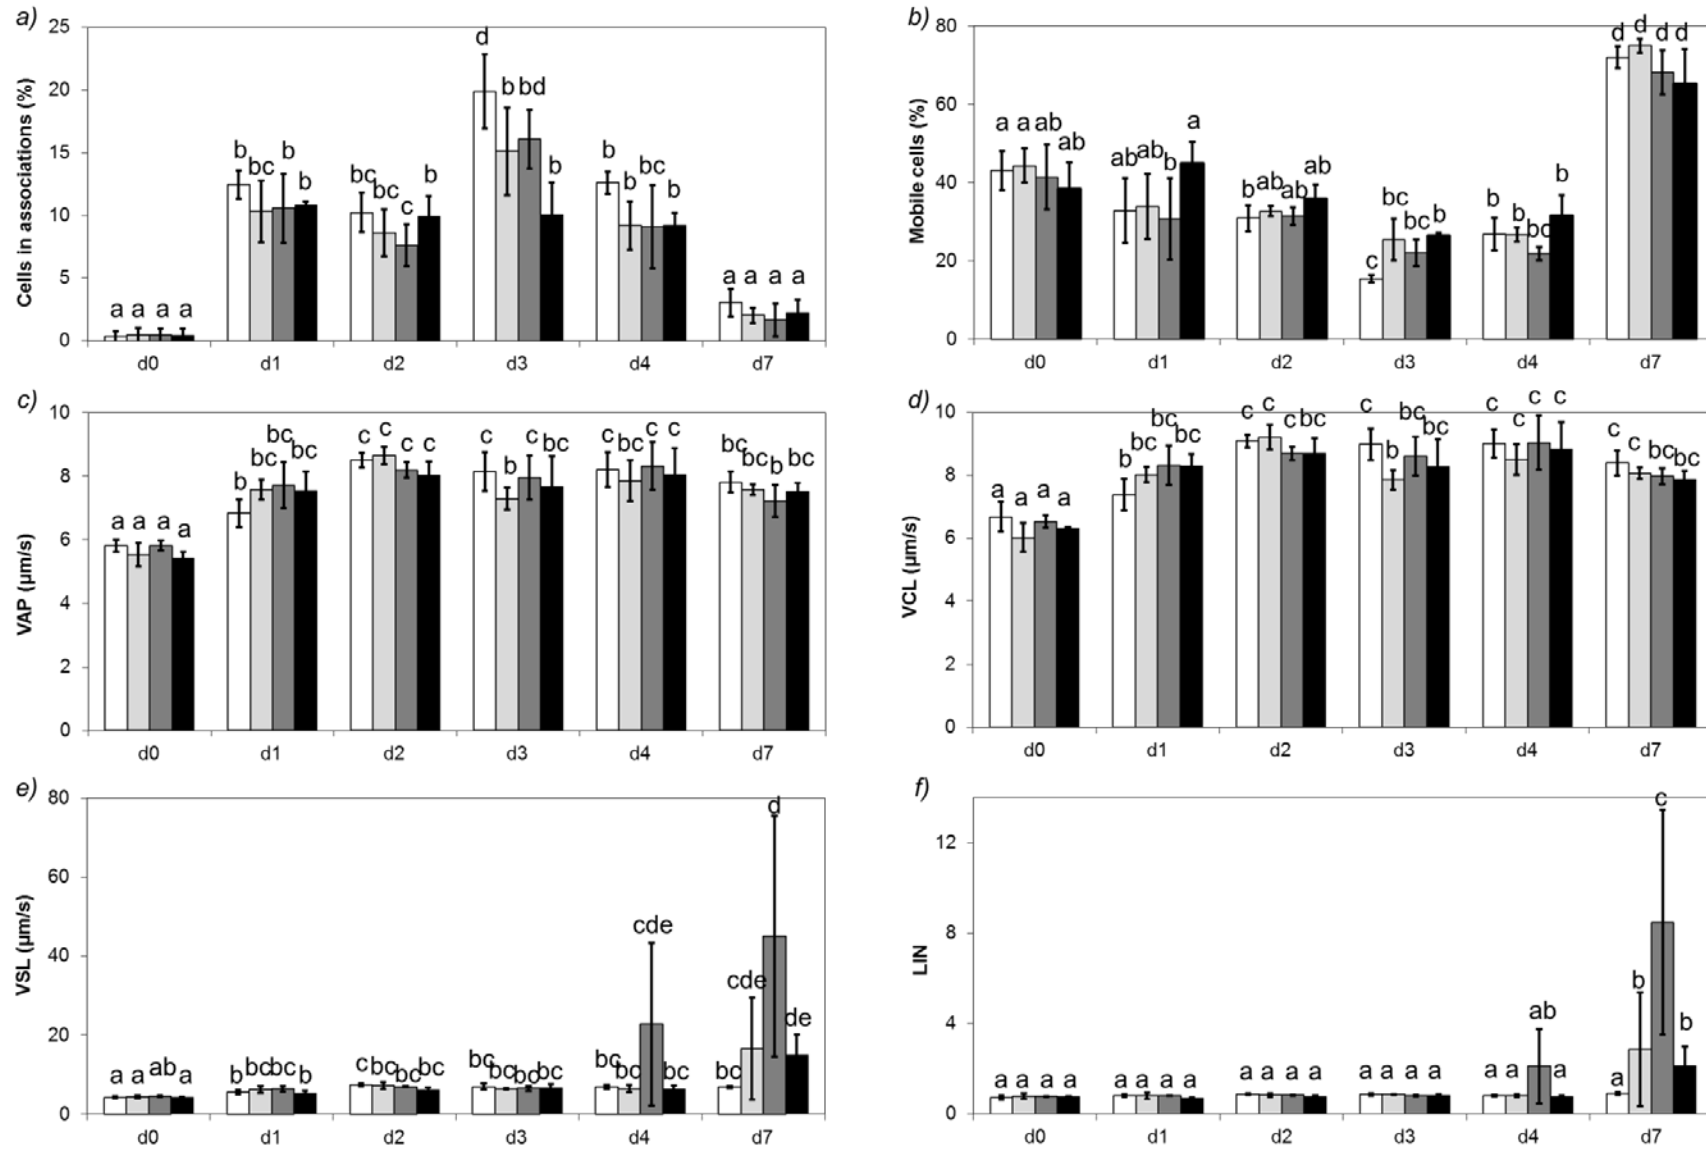 a)
25
20
15
10
5
0
Cells in associations (%)
a a a a
b bc b b
bc bc c b
d b bd b
b b bc b
a a a a
d0 d1 d2 d3 d4 d7
b)
80
60
40
20
0
Mobile cells (%)
a a ab ab
ab ab b a
b ab ab ab
c bc bc b
b b bc b
d d d d
d0 d1 d2 d3 d4 d7
c)
10
8
6
4
2
0
VAP (µm/s)
a a a a
b bc bc bc
c c c c
c b c bc
c bc c c
bc bc b bc
d0 d1 d2 d3 d4 d7
d)
10
8
6
4
2
0
VCL (µm/s)
a a a a
b bc bc bc
c c c bc
c b bc bc
c c c c
c c bc bc
d0 d1 d2 d3 d4 d7
e)
80
60
40
20
0
VSL (µm/s)
a a ab a
b bc bc b
c bc bc bc
bc bc bc bc
bc bc cde bc
bc cde d de
d0 d1 d2 d3 d4 d7
f)
12
8
4
0
LIN
a a a a
a a a a
a a a a
a a a a
a a ab a
a b c b
d0 d1 d2 d3 d4 d7